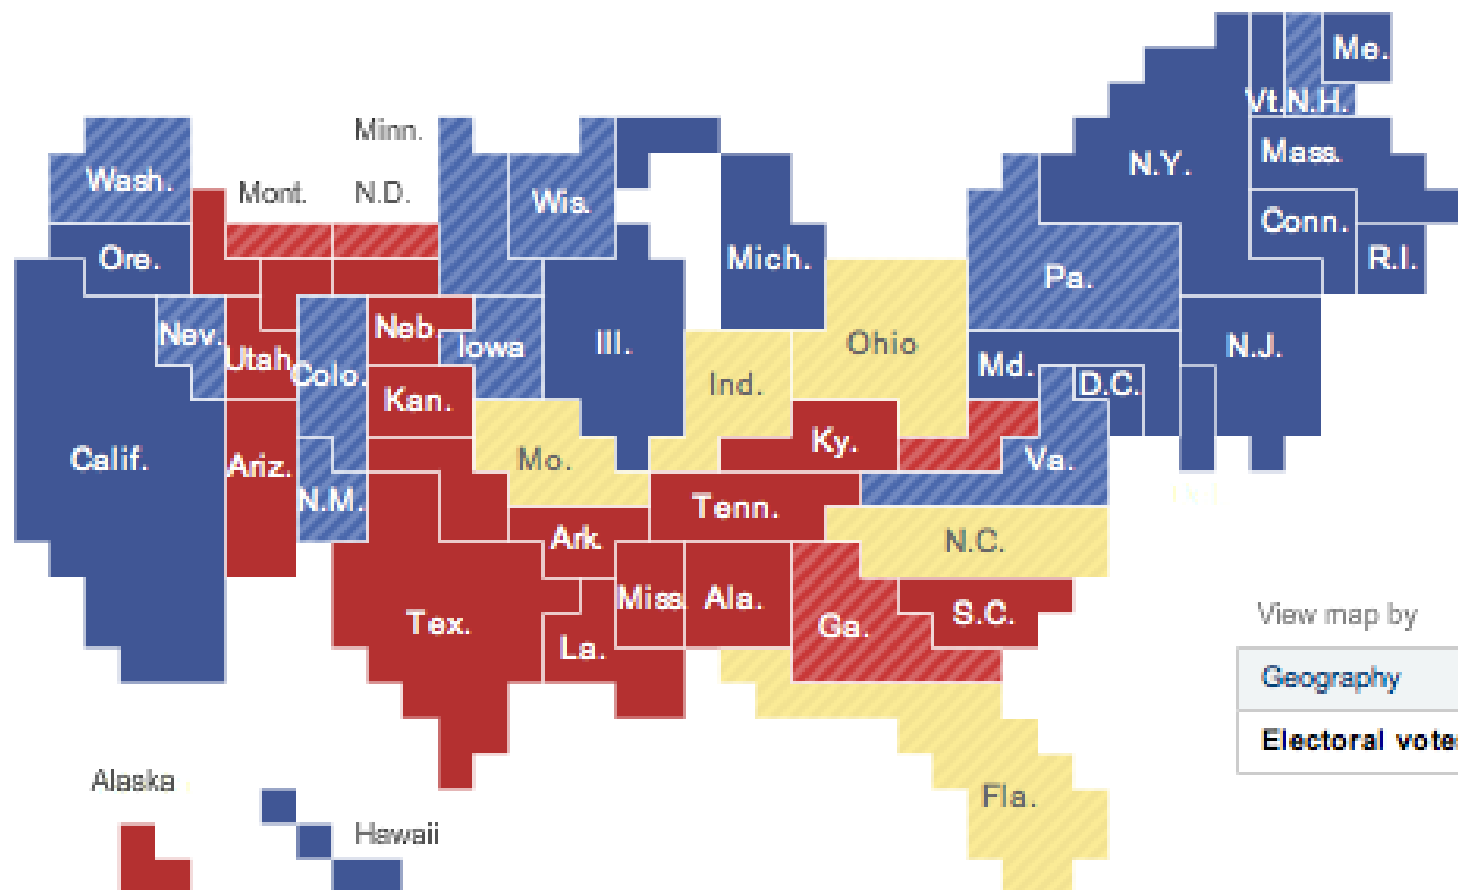 Me.
Vt.
N.H.
Minn.
N.Y.
Mass.
Wash.
Mont.
N.D.
Wis.
Conn.
Ore.
Mich.
R.I.
Pa.
Nev.
Neb.
Iowa
Ill.
Ohio
N.J.
Utah
Colo.
Md.
Ind.
D.C.
Kan.
Calif.
Ariz.
Mo.
Ky.
Va.
N.M.
Tenn.
Ark.
N.C.
Tex.
Miss.
Ala.
Ga.
S.C.
La.
View map by
Geography
Electoral vote
Alaska
Fla.
Hawaii